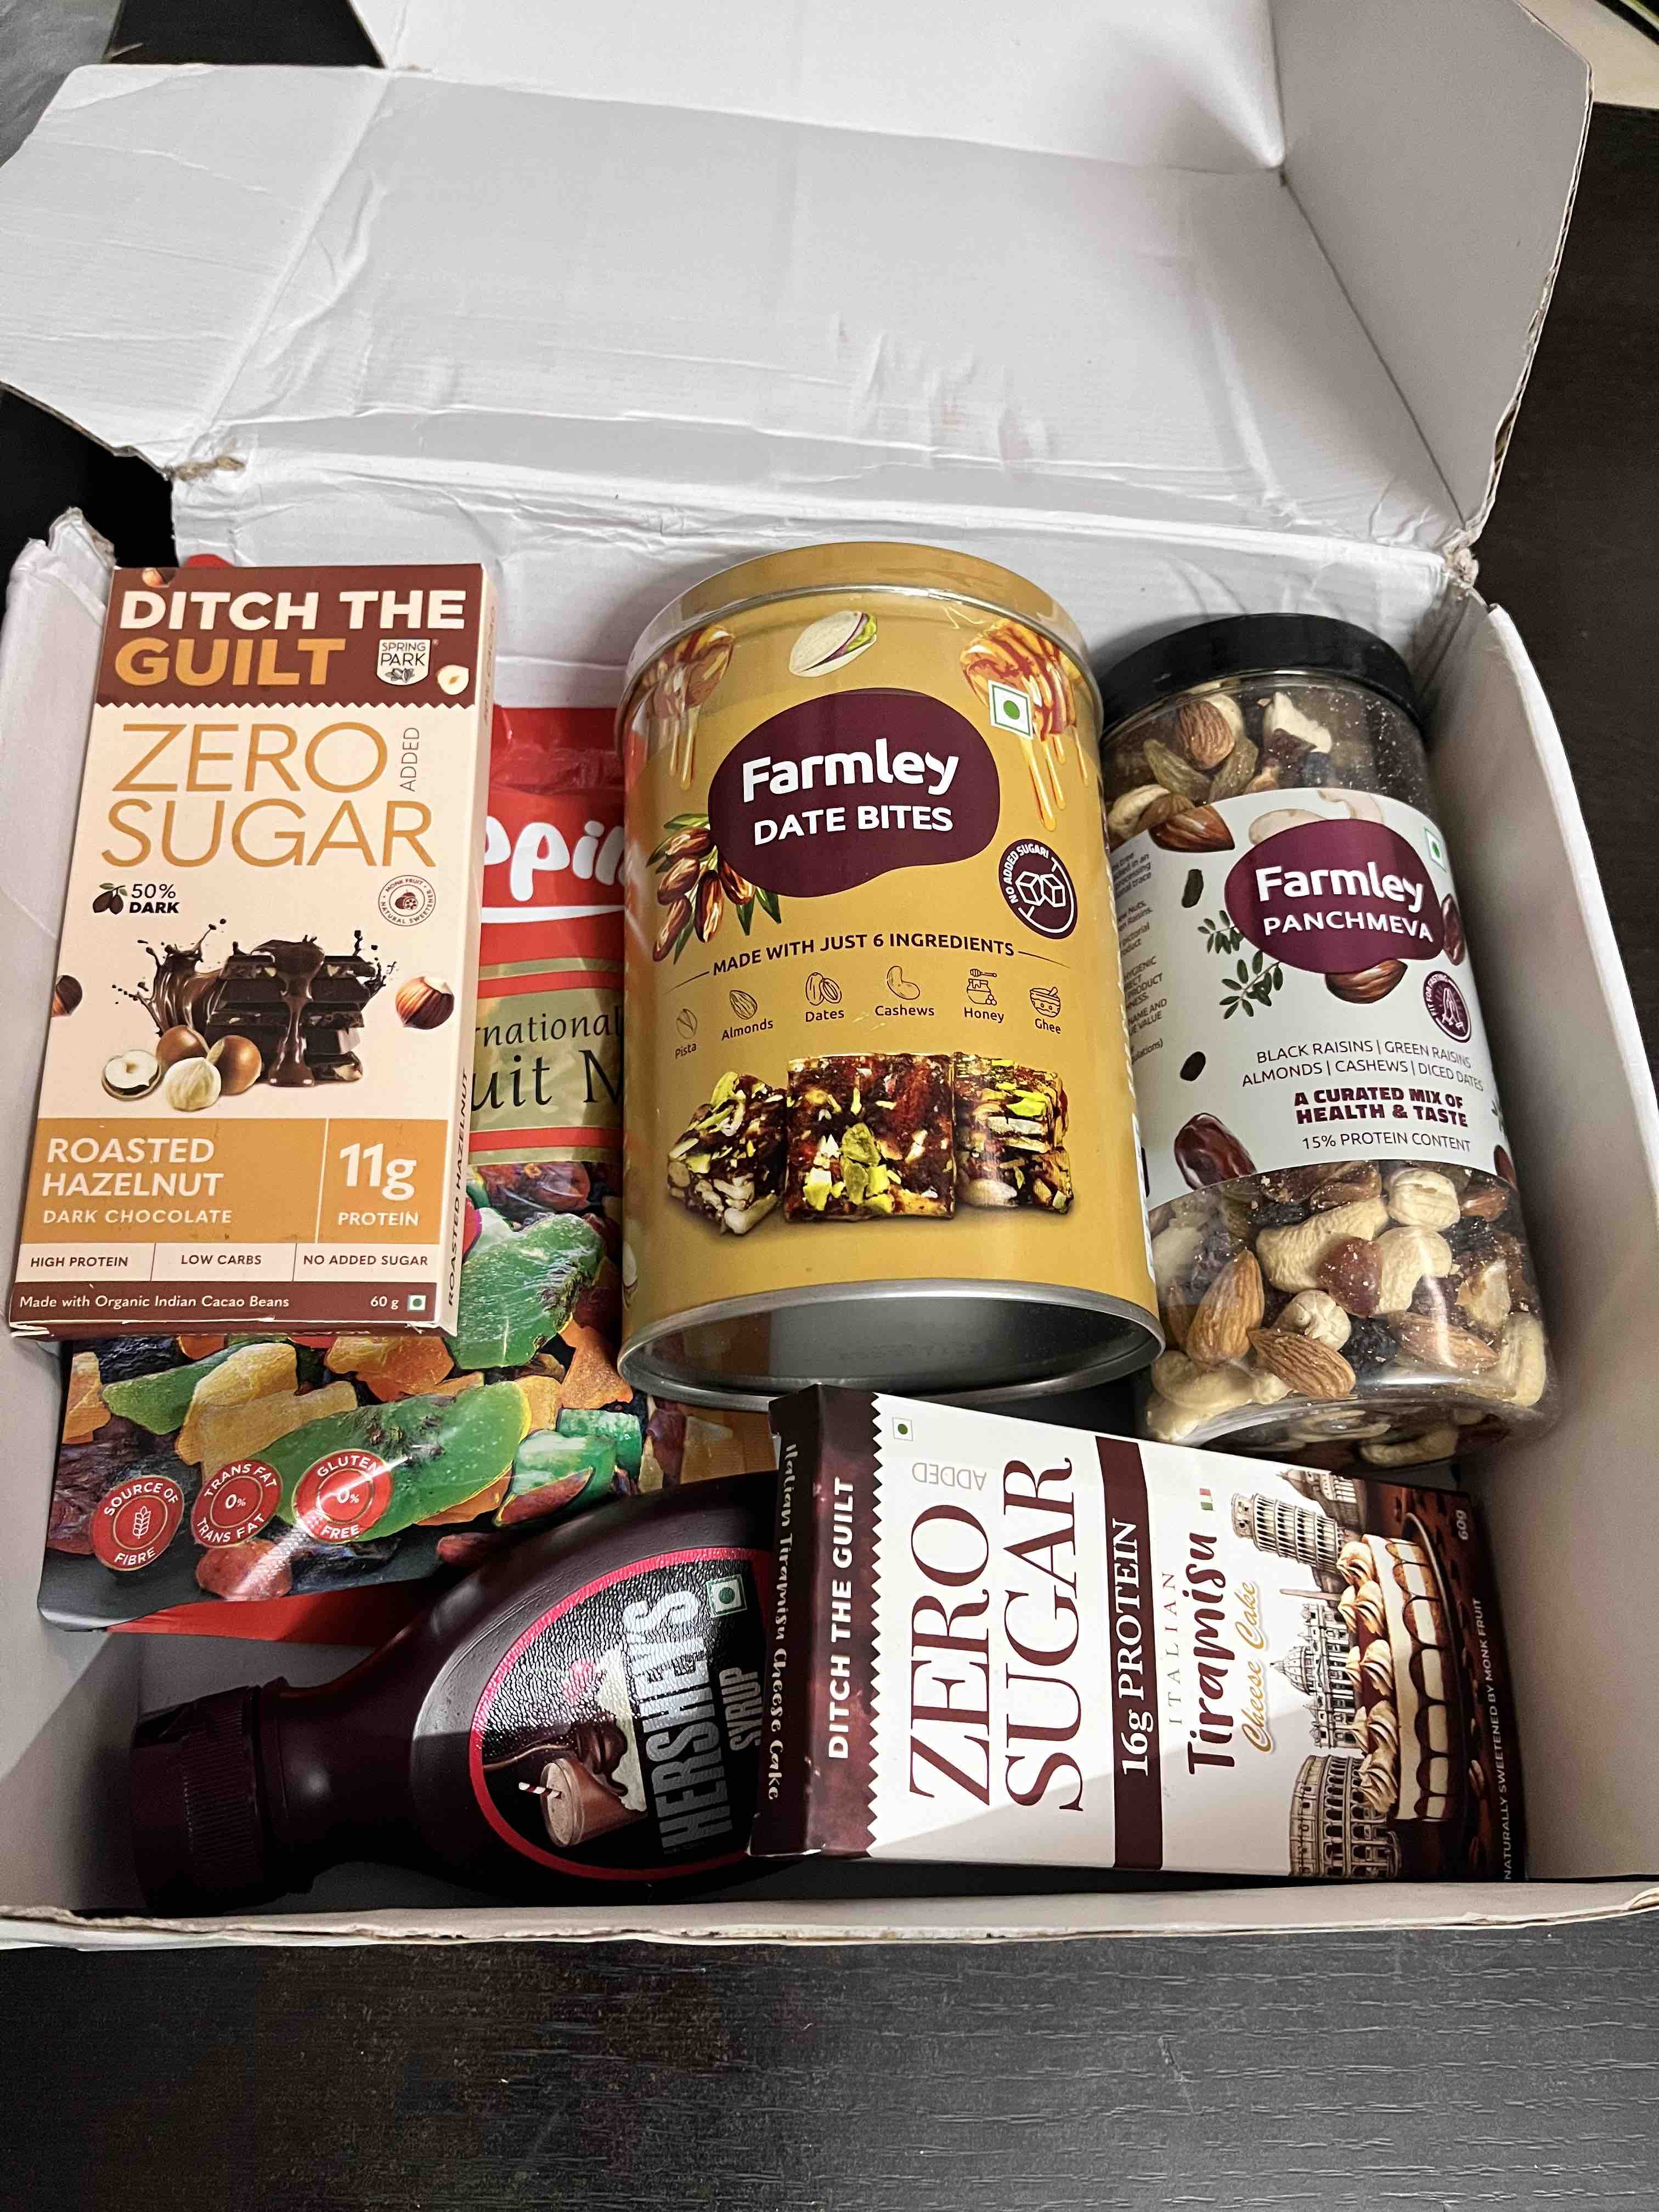 DITCH THE
GUILT
SPRING
PARK
ZERO
ADDED
SUGAR
50%
DARK
MONK FRUIT
NATURAL SWEETENER
ROASTED
HAZELNUT
DARK CHOCOLATE
11g
PROTEIN
HIGH PROTEIN
LOW CARBS
NO ADDED SUGAR
Made with Organic Indian Cacao Beans
60 g
ROASTED HAZELNUT
SOURCE OF
FIBRE
TRANS FAT
0%
TRANS FAT
GLUTEN
0%
FREE
Farmley
DATE BITES
NO ADDED SUGAR!
MADE WITH JUST 6 INGREDIENTS
Pista
Almonds
Dates
Cashews
Honey
Ghee
Farmley
PANCHMEVA
BLACK RAISINS | GREEN RAISINS
ALMONDS | CASHEWS | DICED DATES
A CURATED MIX OF
HEALTH & TASTE
15% PROTEIN CONTENT
HERSHEY'S
SYRUP
Italian Tiramisu Cheese Cake
DITCH THE GUILT
ZERO
ADDED
SUGAR
16g PROTEIN
ITALIAN
Tiramisu
Cheese Cake
60g
NATURALLY SWEETENED BY MONK FRUIT